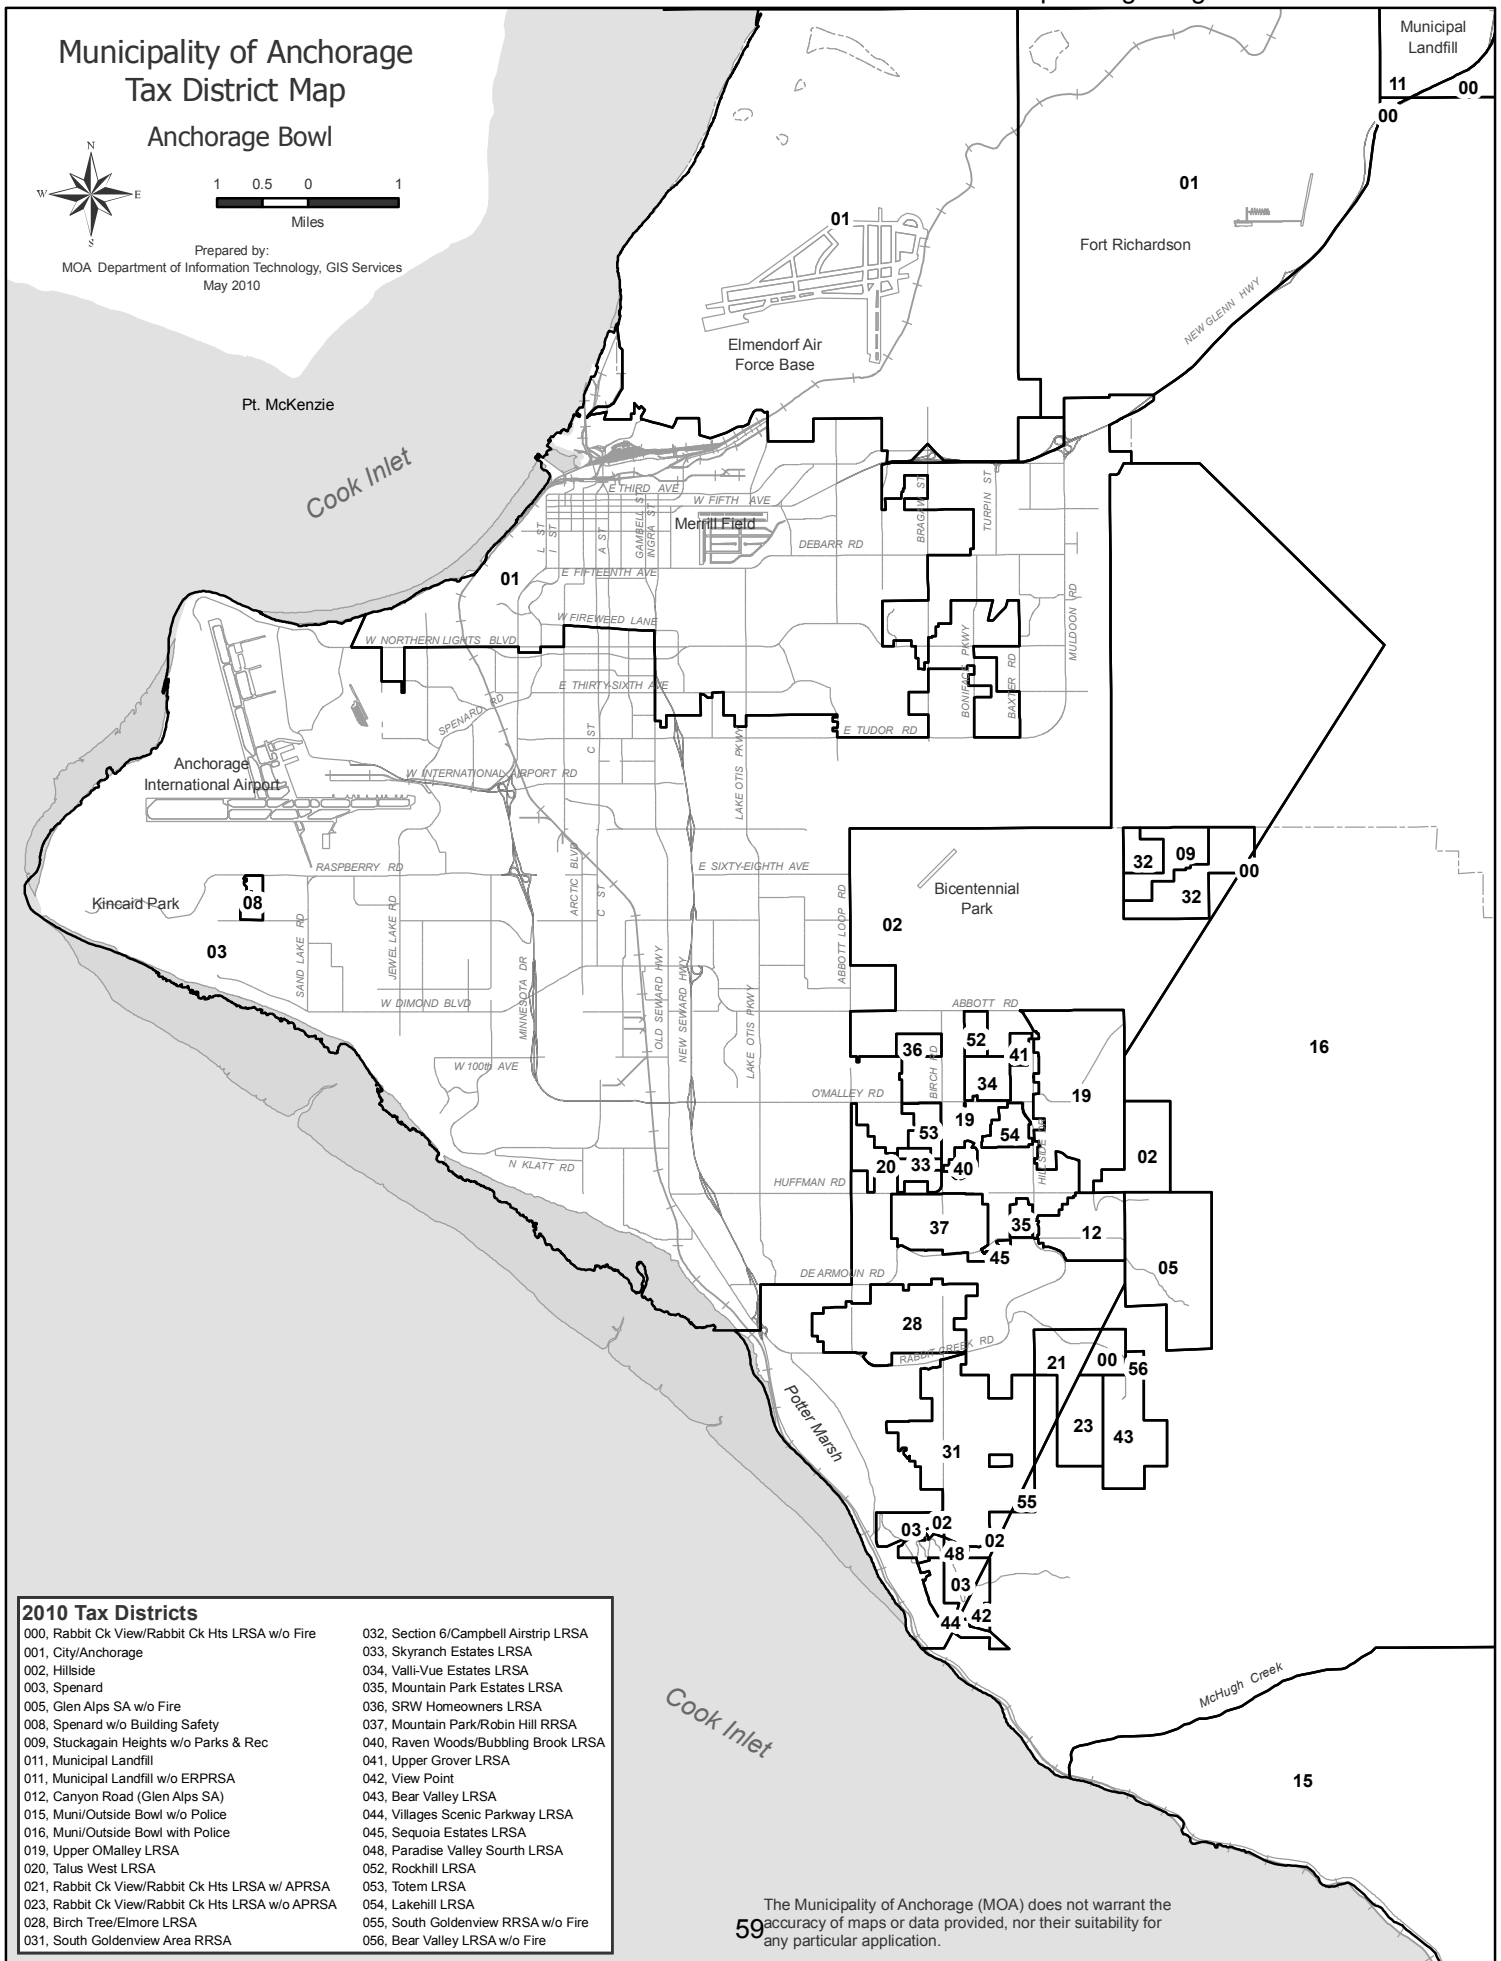 Municipality of Anchorage
Tax District Map
Anchorage Bowl
N
W
E
S
1 0.5 0 1
Miles
Prepared by:
MOA Department of Information Technology, GIS Services
May 2010
Municipal
Landfill
11
00
00
01
Fort Richardson
01
NEW GLENN HWY
Elmendorf Air
Force Base
Pt. McKenzie
Cook Inlet
E THIRD AVE
W FIFTH AVE
Merrill Field
L ST
I ST
A ST
GAMBELL ST
INGRA ST
BRAGAW ST
TURPIN ST
DEBARR RD
E FIFTEENTH AVE
01
W FIREWEED LANE
W NORTHERN LIGHTS BLVD
MULDOON RD
BONIFACE PKWY
BAXTER RD
E THIRTY-SIXTH AVE
SPENARD RD
C ST
E TUDOR RD
LAKE OTIS PKWY
Anchorage
International Airport
W INTERNATIONAL AIRPORT RD
RASPBERRY RD
E SIXTY-EIGHTH AVE
ARCTIC BLVD
C ST
Kincaid Park
08
03
SAND LAKE RD
JEWEL LAKE RD
Bicentennial
Park
02
ABBOTT LOOP RD
32
09
00
32
W DIMOND BLVD
MINNESOTA DR
OLD SEWARD HWY
NEW SEWARD HWY
LAKE OTIS PKWY
ABBOTT RD
16
36
52
41
BIRCH RD
W 100th AVE
34
O'MALLEY RD
19
19
53
54
HILLSIDE DR
N KLATT RD
20
33
40
02
HUFFMAN RD
37
35
12
45
05
DE ARMOUN RD
28
RABBIT CREEK RD
21
00
56
Potter Marsh
23
43
31
55
03
02
02
48
03
42
44
McHugh Creek
Cook Inlet
15
2010 Tax Districts
000, Rabbit Ck View/Rabbit Ck Hts LRSA w/o Fire
001, City/Anchorage
002, Hillside
003, Spenard
005, Glen Alps SA w/o Fire
008, Spenard w/o Building Safety
009, Stuckagain Heights w/o Parks & Rec
011, Municipal Landfill
011, Municipal Landfill w/o ERPRSA
012, Canyon Road (Glen Alps SA)
015, Muni/Outside Bowl w/o Police
016, Muni/Outside Bowl with Police
019, Upper OMalley LRSA
020, Talus West LRSA
021, Rabbit Ck View/Rabbit Ck Hts LRSA w/ APRSA
023, Rabbit Ck View/Rabbit Ck Hts LRSA w/o APRSA
028, Birch Tree/Elmore LRSA
031, South Goldenview Area RRSA
032, Section 6/Campbell Airstrip LRSA
033, Skyranch Estates LRSA
034, Valli-Vue Estates LRSA
035, Mountain Park Estates LRSA
036, SRW Homeowners LRSA
037, Mountain Park/Robin Hill RRSA
040, Raven Woods/Bubbling Brook LRSA
041, Upper Grover LRSA
042, View Point
043, Bear Valley LRSA
044, Villages Scenic Parkway LRSA
045, Sequoia Estates LRSA
048, Paradise Valley Sourth LRSA
052, Rockhill LRSA
053, Totem LRSA
054, Lakehill LRSA
055, South Goldenview RRSA w/o Fire
056, Bear Valley LRSA w/o Fire
59
The Municipality of Anchorage (MOA) does not warrant the
accuracy of maps or data provided, nor their suitability for
any particular application.